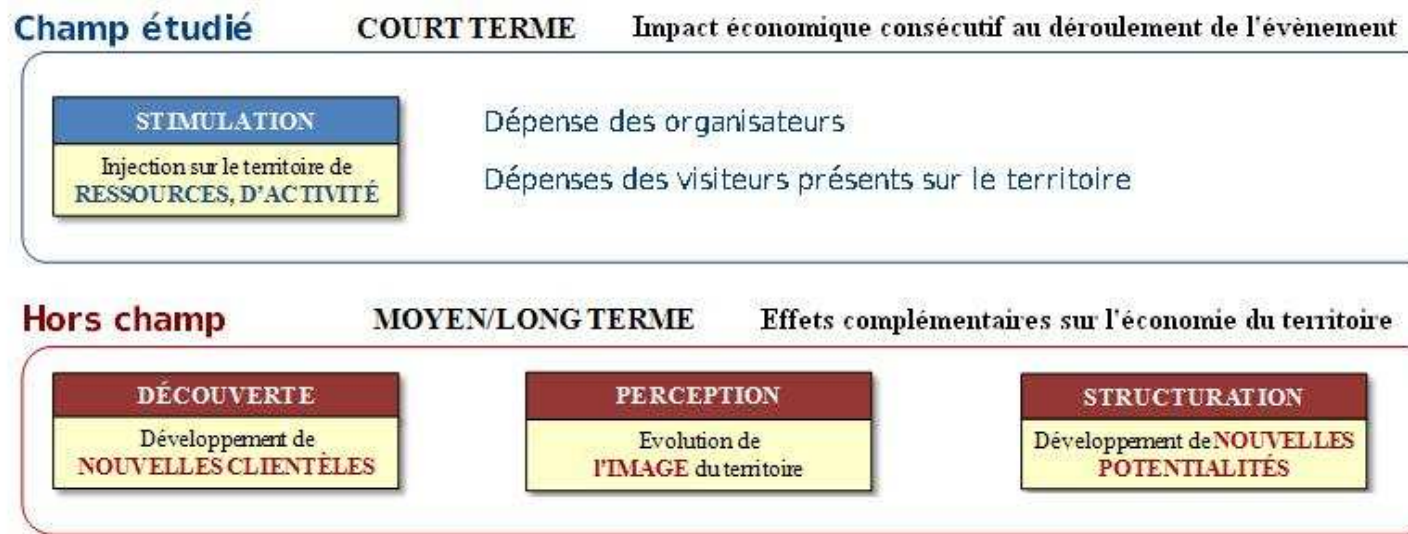 Champ étudié COURT TERME Impact économique consécutif au déroulement de l'évènement
STIMULATION
Injection sur le territoire de
RESSOURCES, D'ACTIVITÉ
Dépense des organisateurs
Dépenses des visiteurs présents sur le territoire
Hors champ MOYEN/LONG TERME Effets complémentaires sur l'économie du territoire
DÉCOUVERTE
Développement de
NOUVELLES CLIENTÈLES
PERCEPTION
Evolution de
l'IMAGE du territoire
STRUCTURATION
Développement de NOUVELLES
POTENTIALITÉS